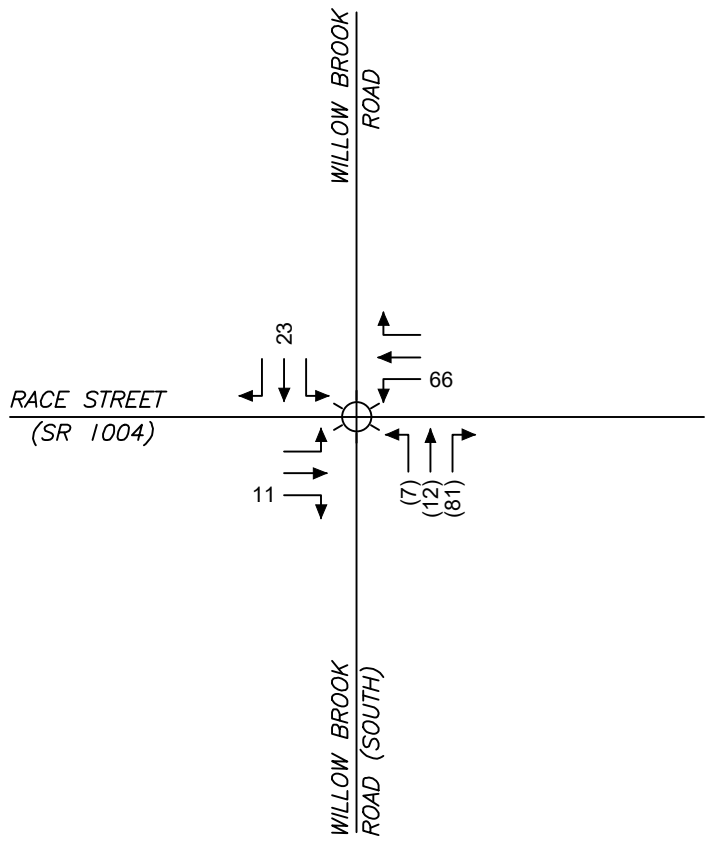 WILLOW BROOK
ROAD
23
66
RACE STREET
(SR 1004)
11
(7)
(12)
(81)
WILLOW BROOK
ROAD (SOUTH)